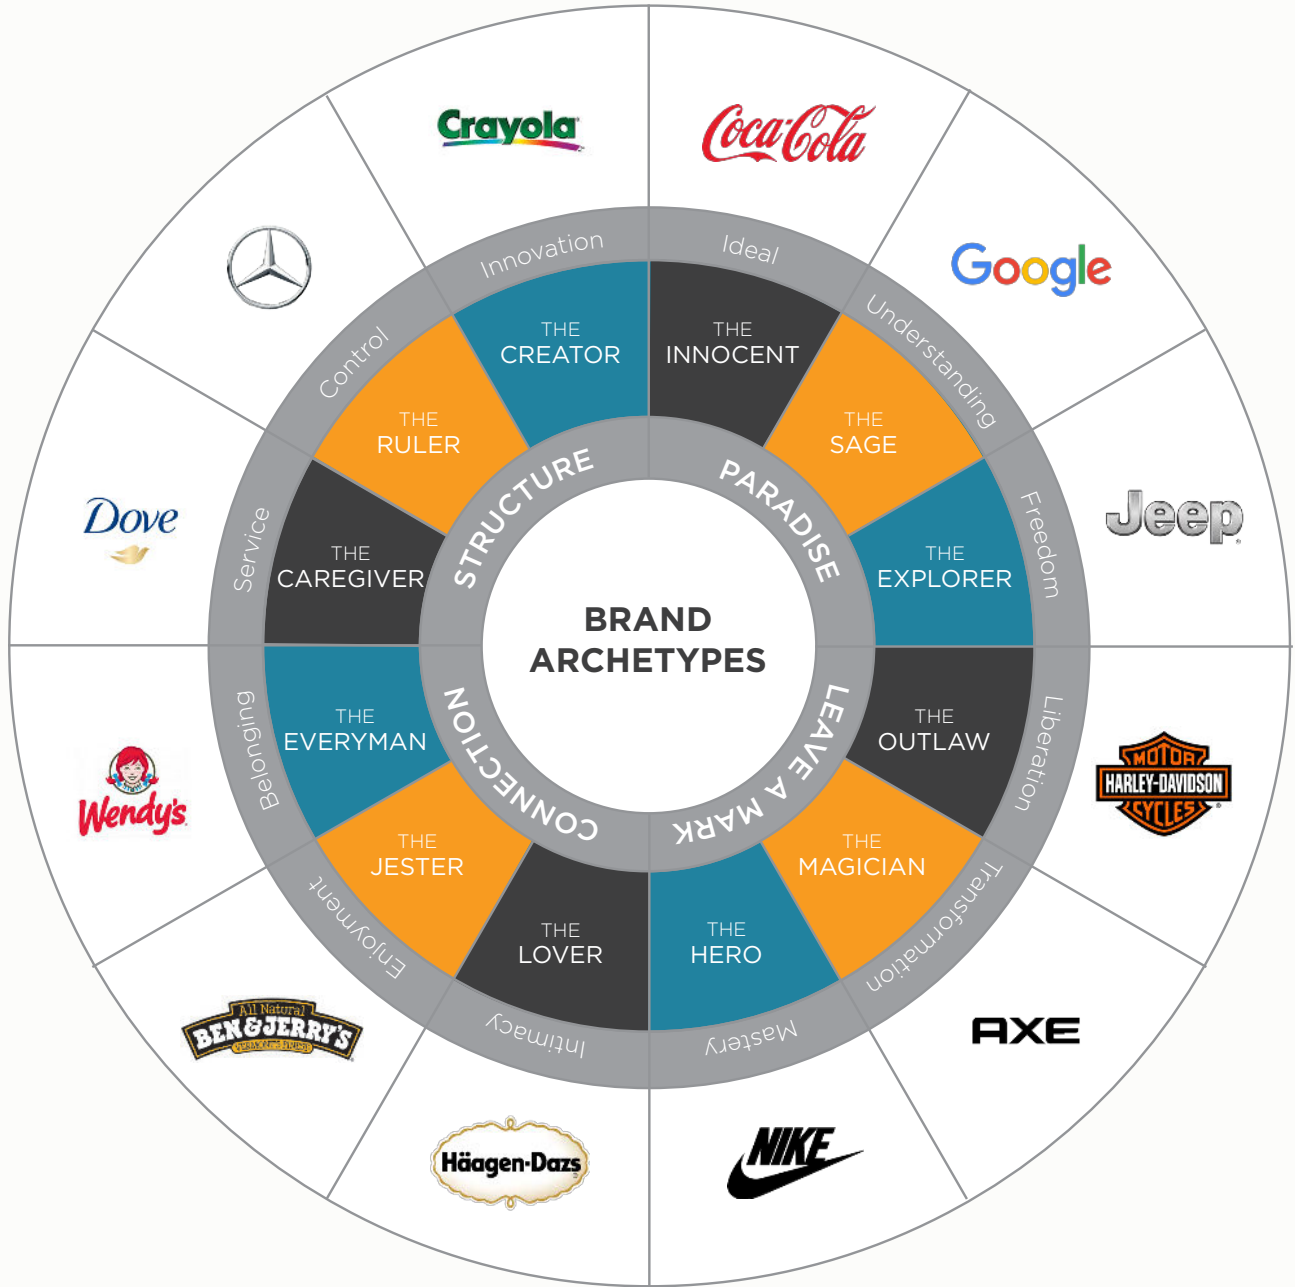 BRAND
ARCHETYPES
STRUCTURE
PARADISE
LEAVE A MARK
CONNECTION
THE
CREATOR
Innovation
Crayola
THE
INNOCENT
Ideal
Coca-Cola
THE
SAGE
Understanding
Google
THE
EXPLORER
Freedom
Jeep
THE
OUTLAW
Liberation
MOTOR
HARLEY-DAVIDSON
CYCLES
THE
MAGICIAN
Transformation
AXE
THE
HERO
Mastery
NIKE
THE
LOVER
Intimacy
Häagen-Dazs
THE
JESTER
Enjoyment
All Natural
BEN & JERRY'S
VERMONT'S FINEST
THE
EVERYMAN
Belonging
Wendy's
THE
CAREGIVER
Service
Dove
THE
RULER
Control